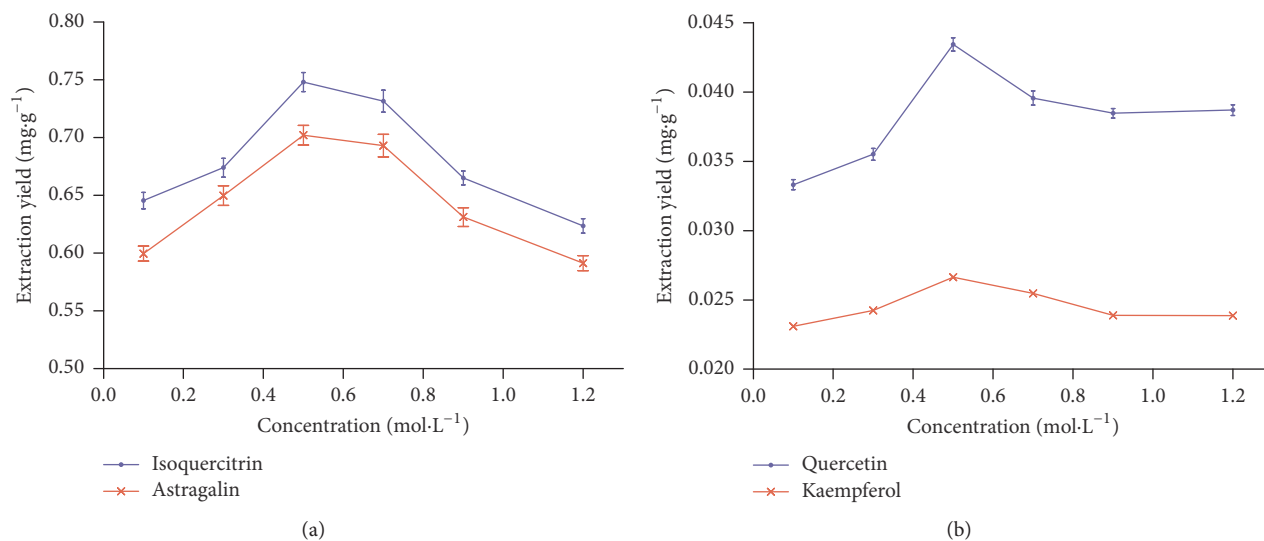 0.80
0.75
0.70
0.65
0.60
0.55
0.50
Extraction yield (mg·g⁻¹)
0.0 0.2 0.4 0.6 0.8 1.0 1.2
Concentration (mol·L⁻¹)
Isoquercitrin
Astragalin
(a)
0.045
0.040
0.035
0.030
0.025
0.020
Extraction yield (mg·g⁻¹)
0.0 0.2 0.4 0.6 0.8 1.0 1.2
Concentration (mol·L⁻¹)
Quercetin
Kaempferol
(b)